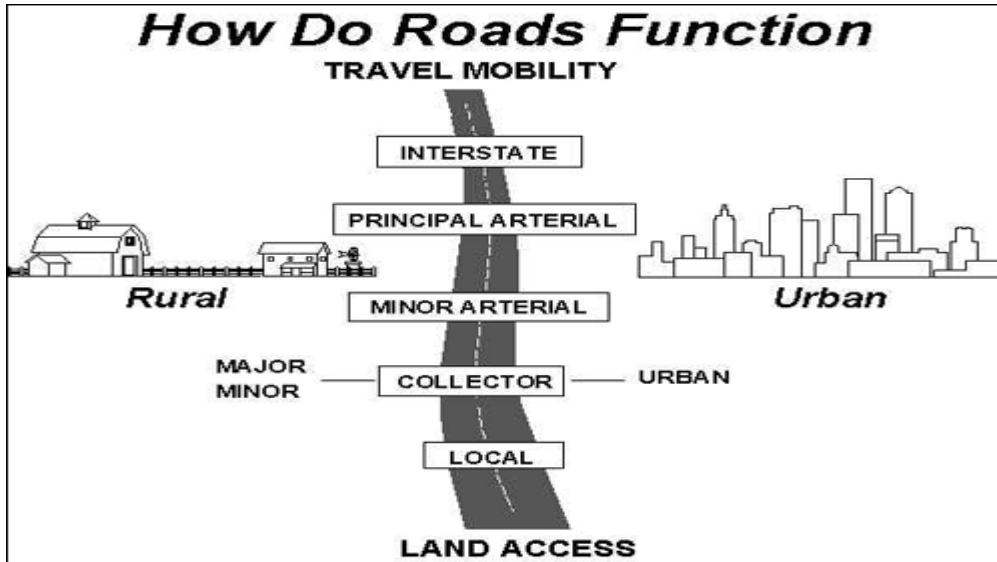 How Do Roads Function
TRAVEL MOBILITY
INTERSTATE
PRINCIPAL ARTERIAL
Rural
Urban
MINOR ARTERIAL
MAJOR
MINOR
COLLECTOR
URBAN
LOCAL
LAND ACCESS